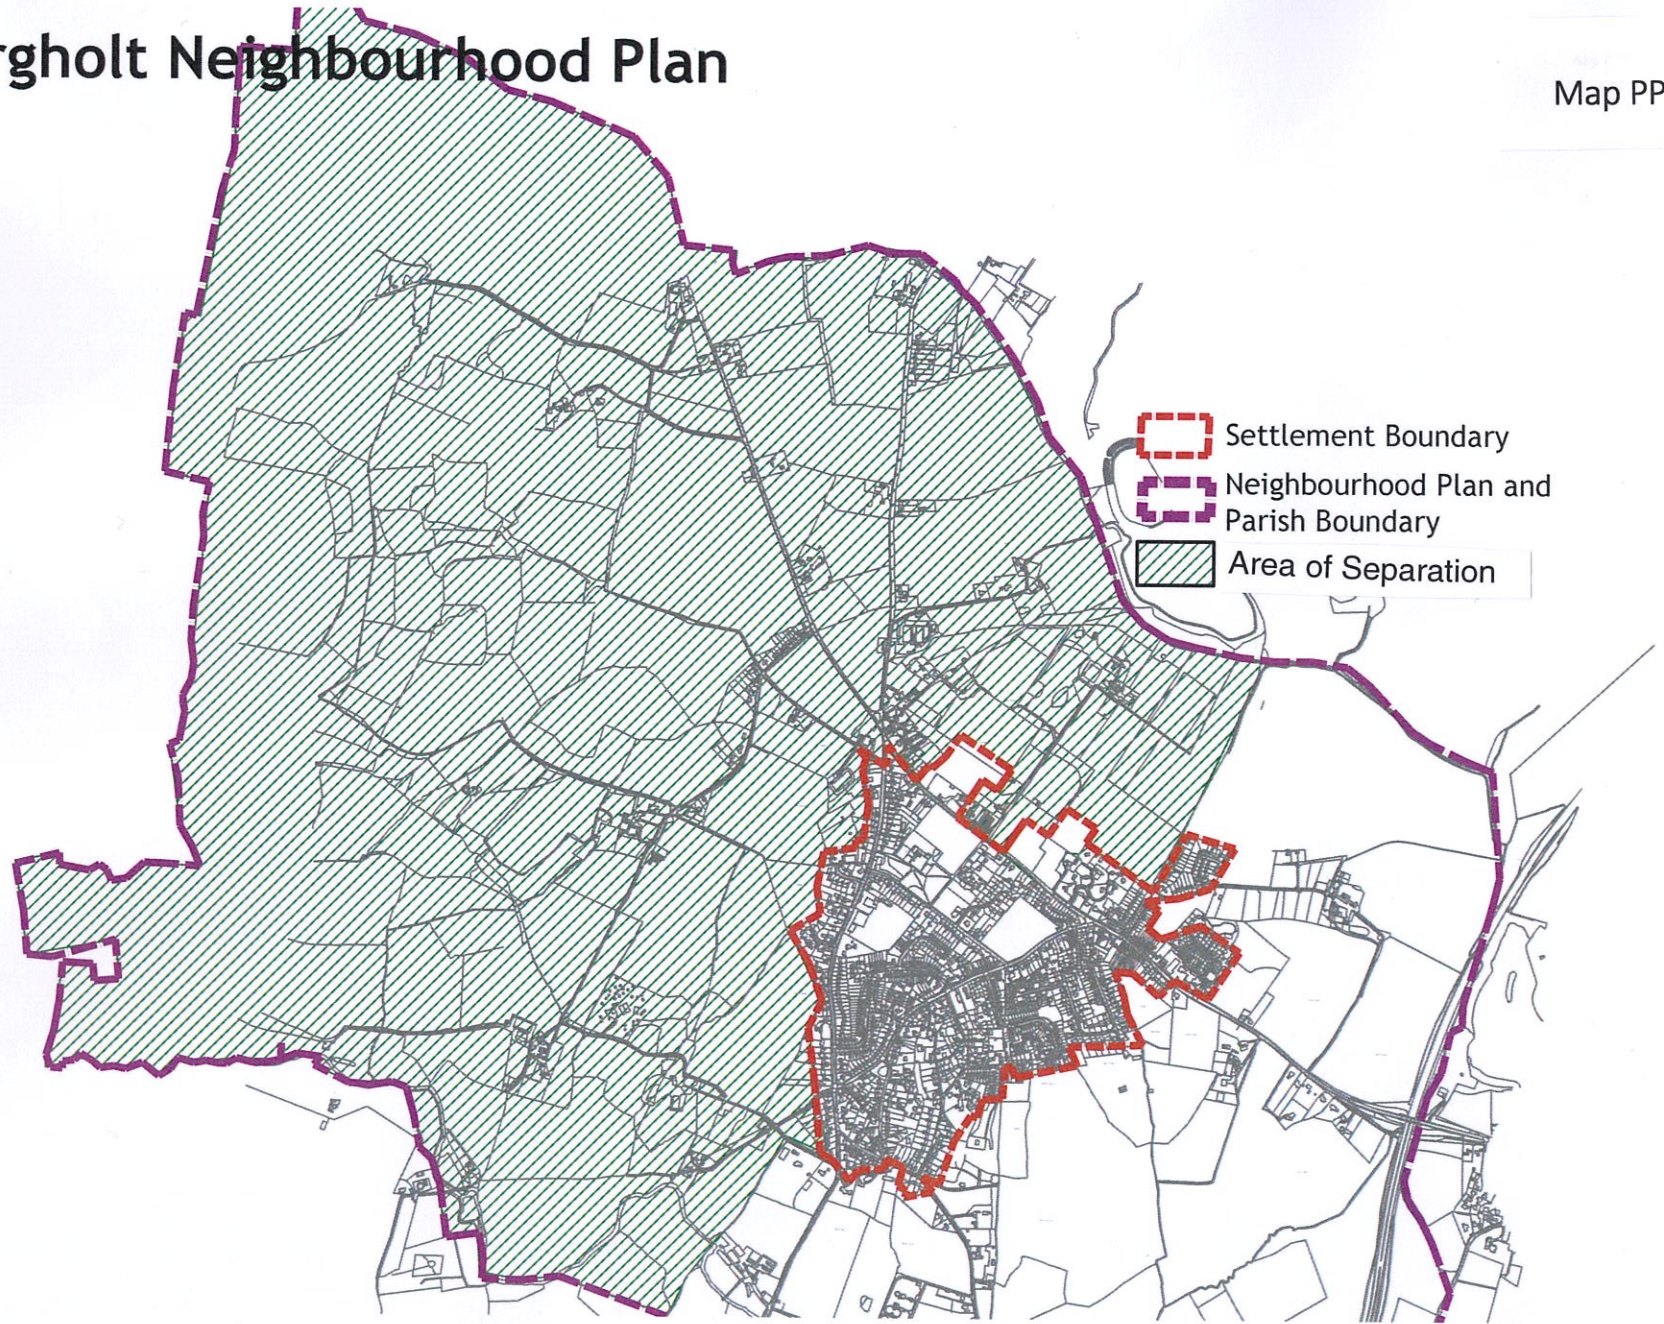 rgholt Neighbourhood Plan
Map PP
Settlement Boundary
Neighbourhood Plan and
Parish Boundary
Area of Separation